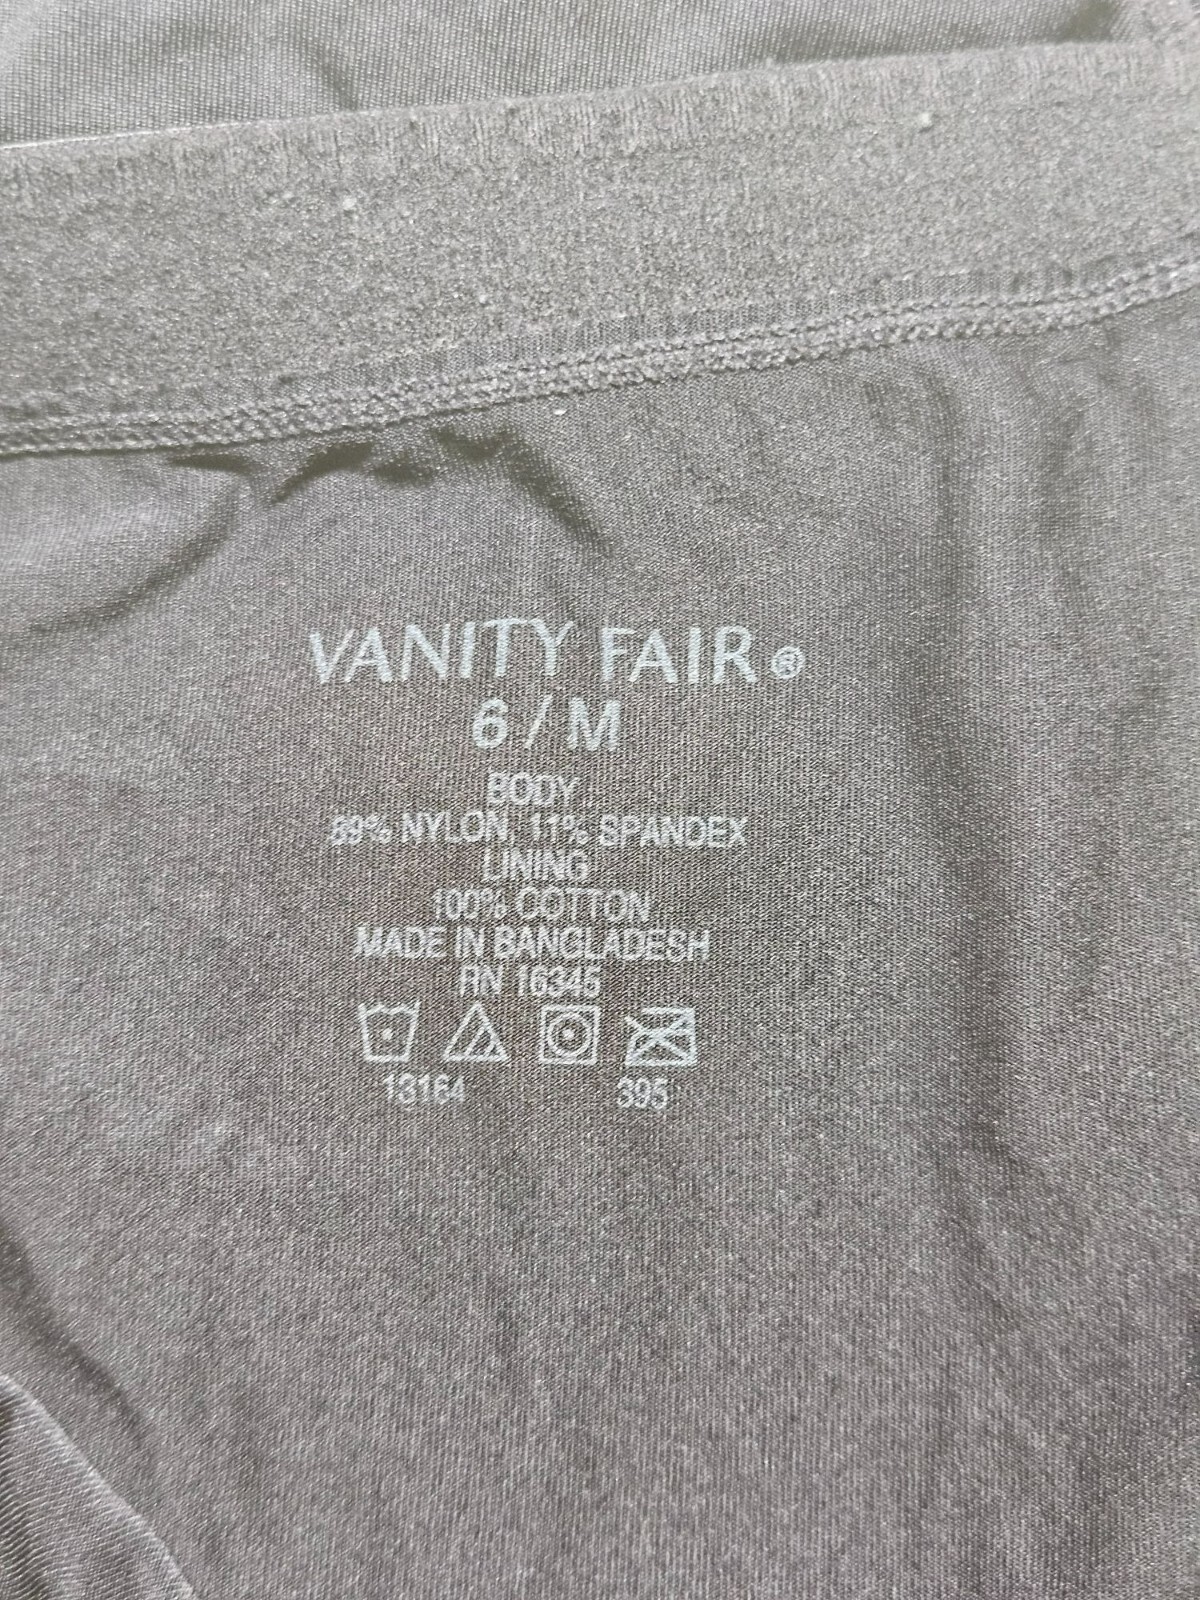 VANITY FAIR®
6 / M
BODY
89% NYLON, 11% SPANDEX
LINING
100% COTTON
MADE IN BANGLADESH
RN 16345
13164 395